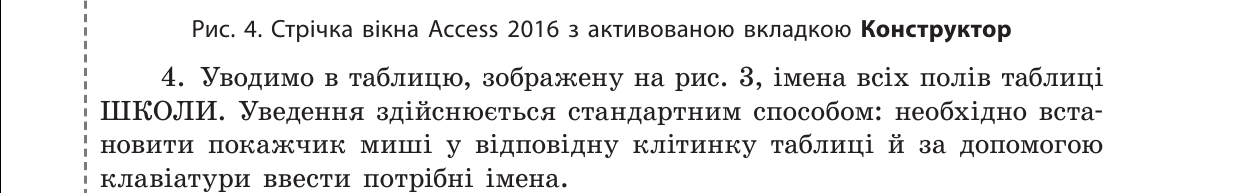 Рис. 4. Стрічка вікна Access 2016 з активованою вкладкою Конструктор
4. Уводимо в таблицю, зображену на рис. 3, імена всіх полів таблиці
ШКОЛИ. Уведення здійснюється стандартним способом: необхідно вста-
новити покажчик миші у відповідну клітинку таблиці й за допомогою
клавіатури ввести потрібні імена.